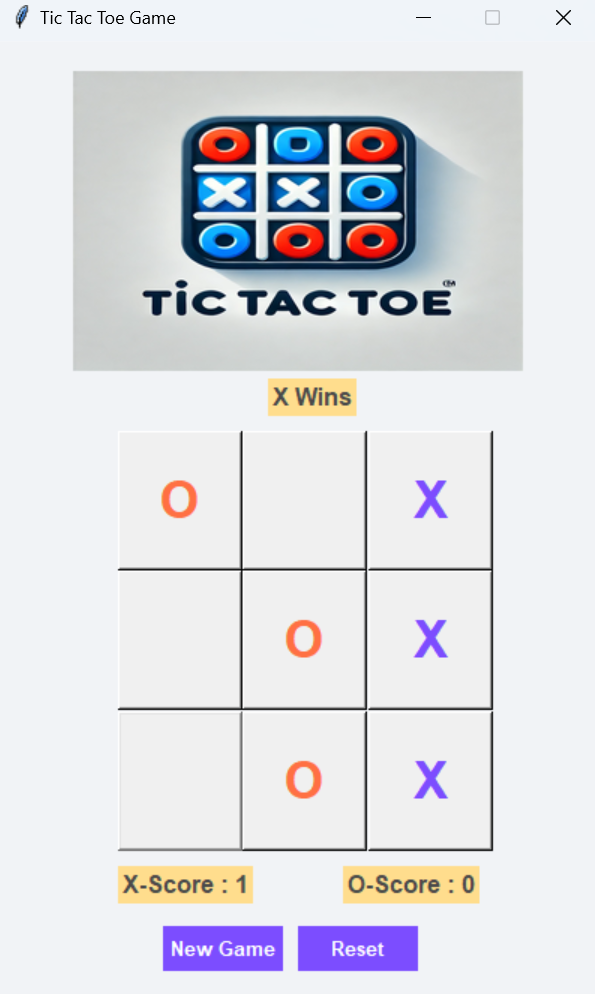 Tic Tac Toe Game
TIC TAC TOE
X Wins
O X
O X
O X
X-Score : 1 O-Score : 0
New Game Reset